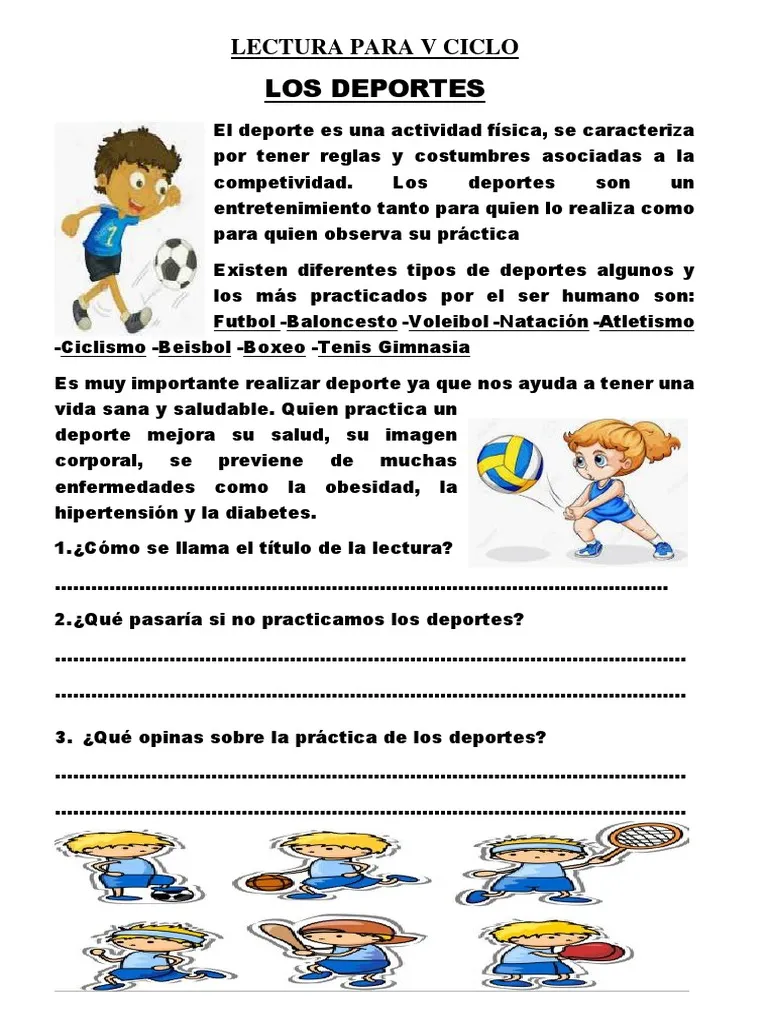 LECTURA PARA V CICLO
LOS DEPORTES
El deporte es una actividad física, se caracteriza
por tener reglas y costumbres asociadas a la
competividad. Los deportes son un
entretenimiento tanto para quien lo realiza como
para quien observa su práctica
Existen diferentes tipos de deportes algunos y
los más practicados por el ser humano son:
Futbol -Baloncesto -Voleibol -Natación -Atletismo
-Ciclismo -Beisbol -Boxeo -Tenis Gimnasia
Es muy importante realizar deporte ya que nos ayuda a tener una
vida sana y saludable. Quien practica un
deporte mejora su salud, su imagen
corporal, se previene de muchas
enfermedades como la obesidad, la
hipertensión y la diabetes.
1.¿Cómo se llama el título de la lectura?
2.¿Qué pasaría si no practicamos los deportes?
3. ¿Qué opinas sobre la práctica de los deportes?